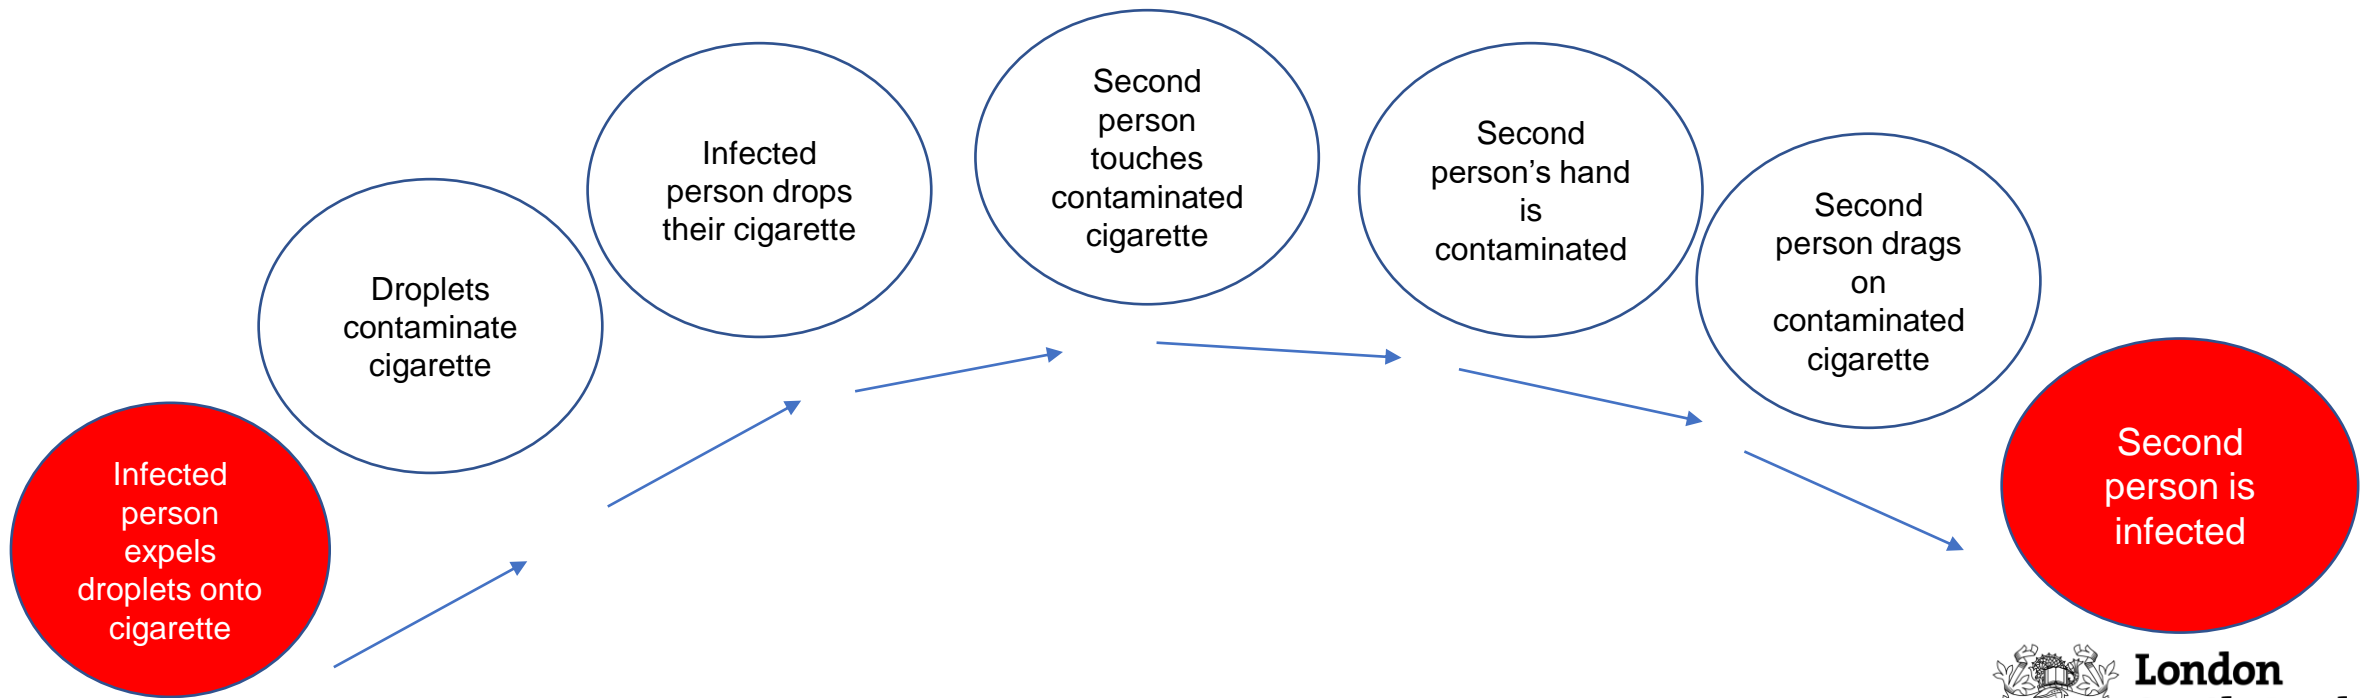 Infected
person
expels
droplets onto
cigarette
Droplets
contaminate
cigarette
Infected
person drops
their cigarette
Second
person
touches
contaminated
cigarette
Second
person's hand
is
contaminated
Second
person drags
on
contaminated
cigarette
Second
person is
infected
London